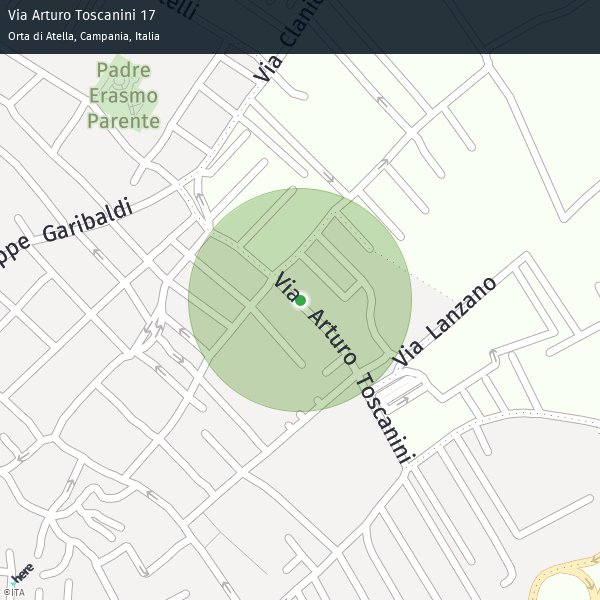 Via Arturo Toscanini 17
Orta di Atella, Campania, Italia
Via Clanio
Padre
Erasmo
Parente
ppe Garibaldi
Via Arturo Toscanini
Via Lanzano
here
©ITA